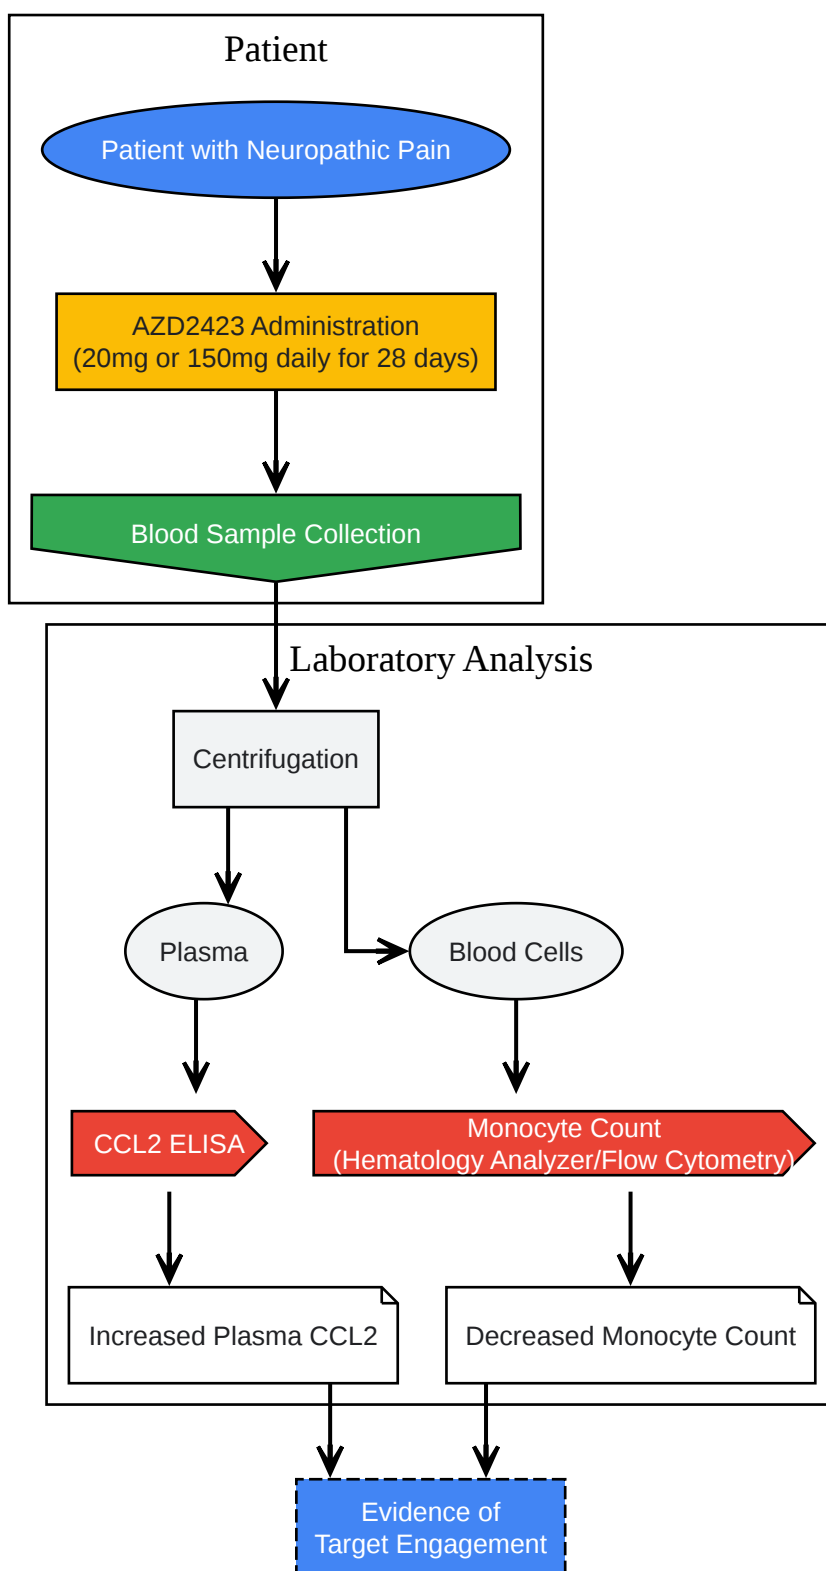 Patient
Patient with Neuropathic Pain
AZD2423 Administration
(20mg or 150mg daily for 28 days)
Blood Sample Collection
Laboratory Analysis
Centrifugation
Plasma
Blood Cells
CCL2 ELISA
Monocyte Count
(Hematology Analyzer/Flow Cytometry)
Increased Plasma CCL2
Decreased Monocyte Count
Evidence of
Target Engagement